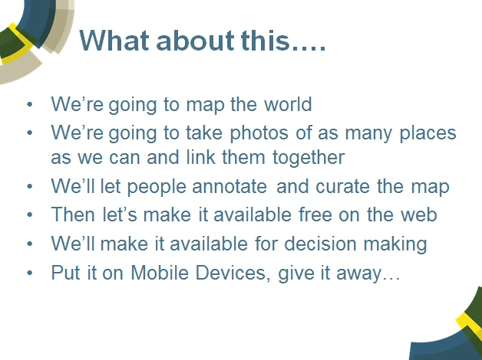 What about this....
• We're going to map the world
• We're going to take photos of as many places
as we can and link them together
• We'll let people annotate and curate the map
• Then let's make it available free on the web
• We'll make it available for decision making
• Put it on Mobile Devices, give it away...